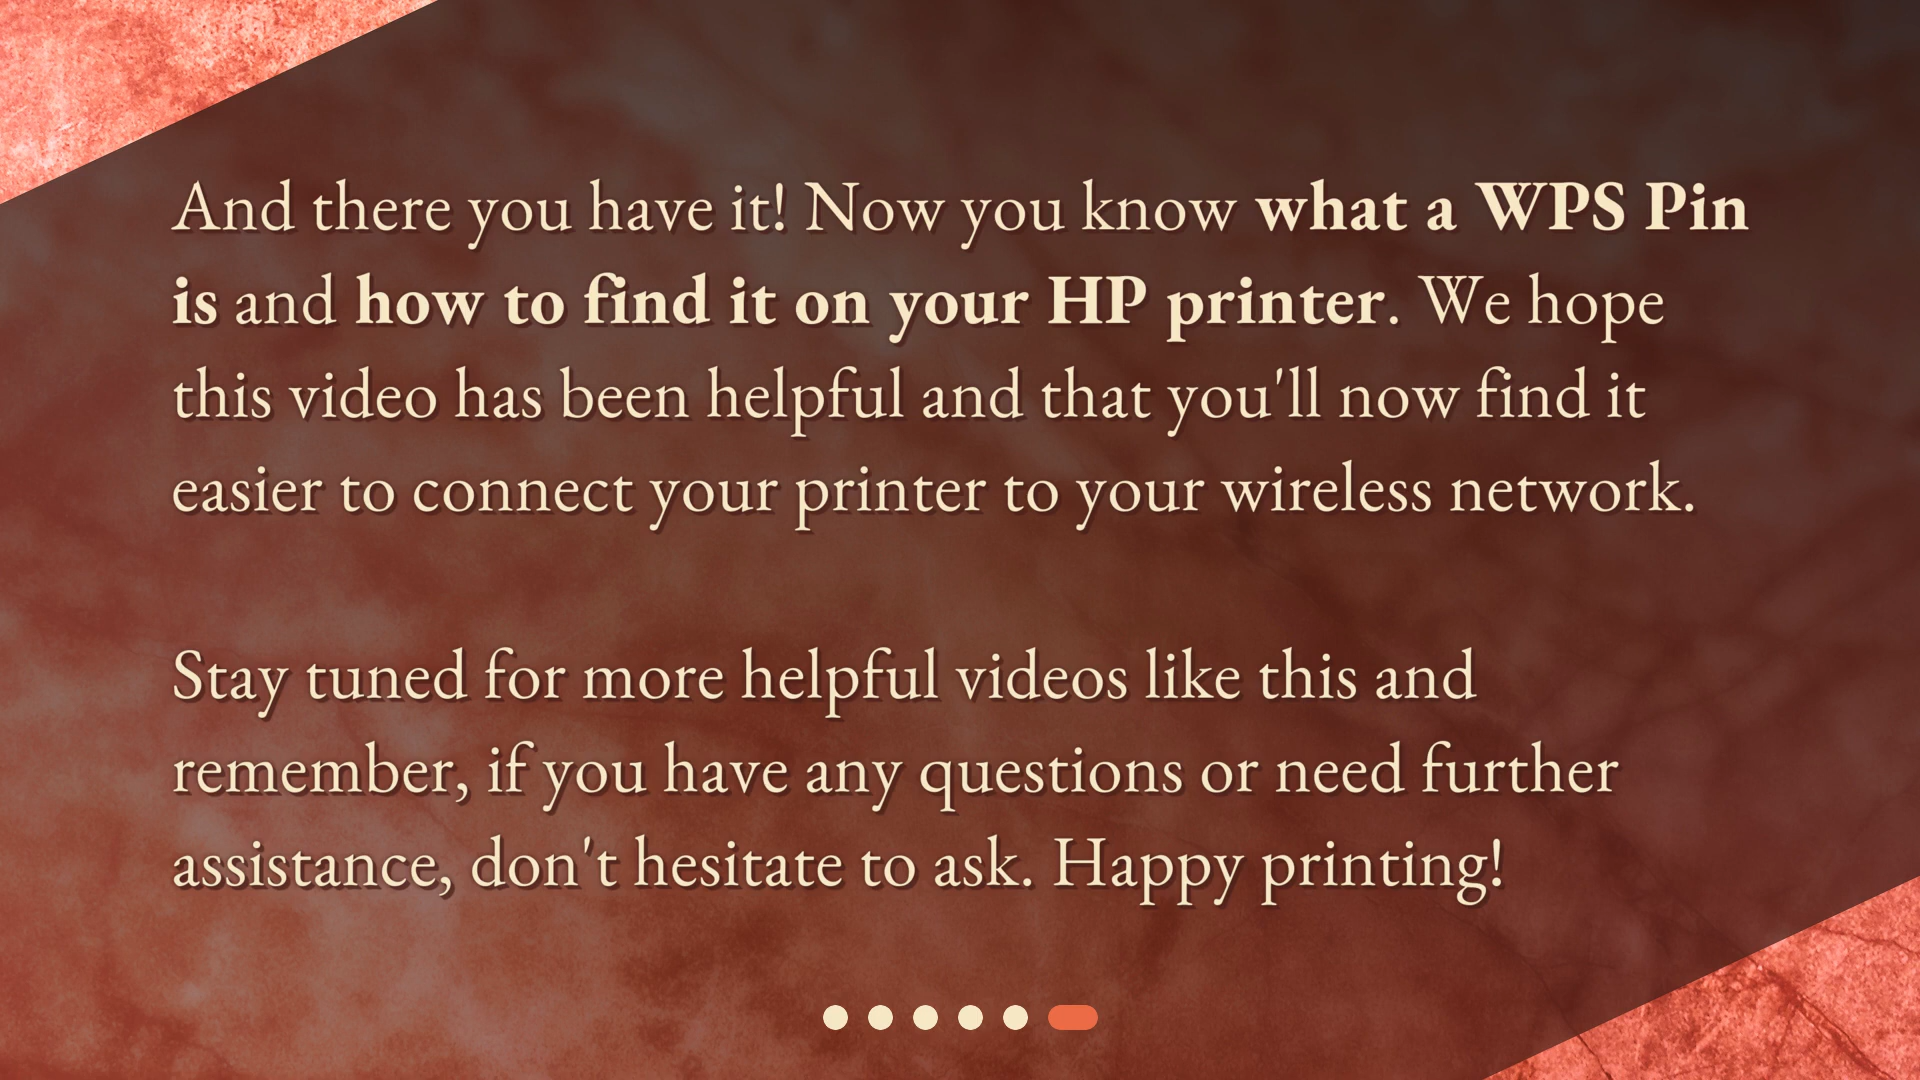 And there you have it! Now you know what a WPS Pin
is and how to find it on your HP printer. We hope
this video has been helpful and that you'll now find it
easier to connect your printer to your wireless network.
Stay tuned for more helpful videos like this and
remember, if you have any questions or need further
assistance, don't hesitate to ask. Happy printing!